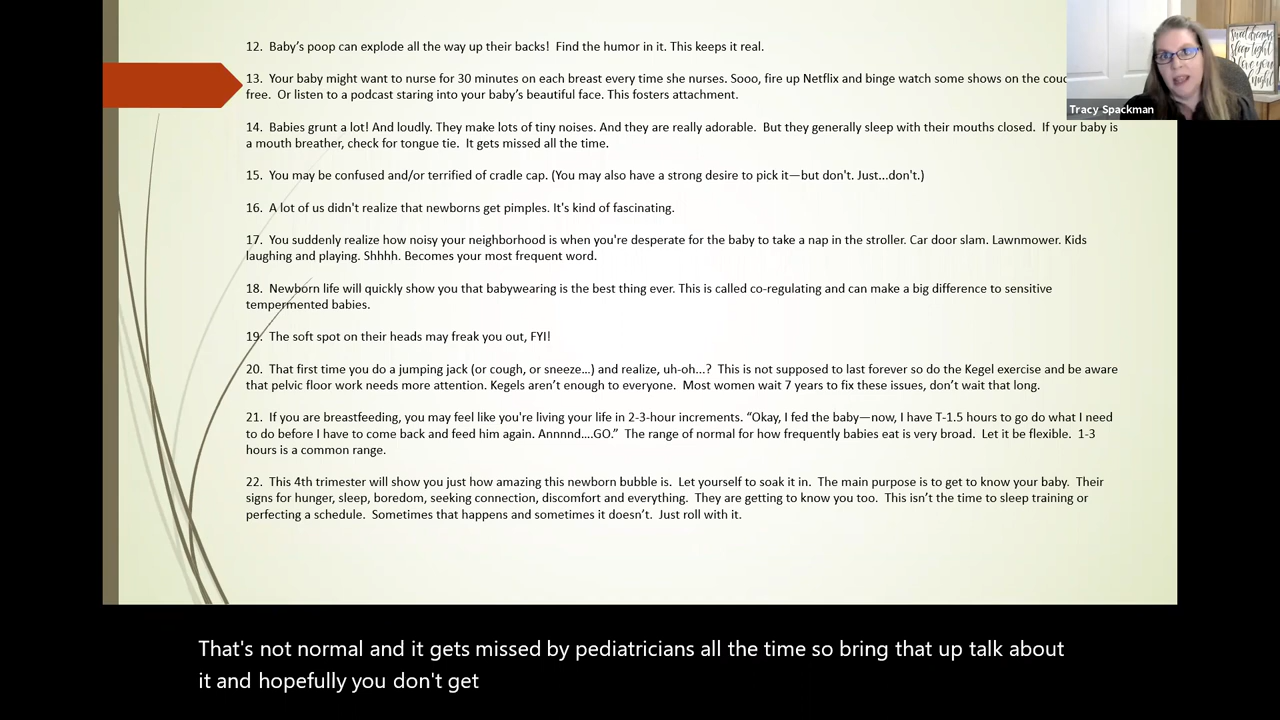 12.  Baby's poop can explode all the way up their backs!  Find the humor in it. This keeps it real.
13.  Your baby might want to nurse for 30 minutes on each breast every time she nurses. Sooo, fire up Netflix and binge watch some shows on the
free.  Or listen to a podcast staring into your baby's beautiful face. This fosters attachment.
14.  Babies grunt a lot! And loudly. They make lots of tiny noises. And they are really adorable.  But they generally sleep with their mouths closed.  If your baby is
a mouth breather, check for tongue tie.  It gets missed all the time.
15.  You may be confused and/or terrified of cradle cap. (You may also have a strong desire to pick it—but don't. Just...don't.)
16.  A lot of us didn't realize that newborns get pimples. It's kind of fascinating.
17.  You suddenly realize how noisy your neighborhood is when you're desperate for the baby to take a nap in the stroller. Car door slam. Lawnmower. Kids
laughing and playing. Shhhh. Becomes your most frequent word.
18.  Newborn life will quickly show you that babywearing is the best thing ever. This is called co-regulating and can make a big difference to sensitive
tempermented babies.
19.  The soft spot on their heads may freak you out, FYI!
20.  That first time you do a jumping jack (or cough, or sneeze…) and realize, uh-oh...?  This is not supposed to last forever so do the Kegel exercise and be aware
that pelvic floor work needs more attention. Kegels aren't enough to everyone.  Most women wait 7 years to fix these issues, don't wait that long.
21.  If you are breastfeeding, you may feel like you're living your life in 2-3-hour increments. "Okay, I fed the baby—now, I have T-1.5 hours to go do what I need
to do before I have to come back and feed him again. Annnnd….GO."  The range of normal for how frequently babies eat is very broad.  Let it be flexible.  1-3
hours is a common range.
22.  This 4th trimester will show you just how amazing this newborn bubble is.  Let yourself to soak it in.  The main purpose is to get to know your baby.  Their
signs for hunger, sleep, boredom, seeking connection, discomfort and everything.  They are getting to know you too.  This isn't the time to sleep training or
perfecting a schedule.  Sometimes that happens and sometimes it doesn't.  Just roll with it.
sweet dreams
sleep tight
love you
Tracy Spackman
That's not normal and it gets missed by pediatricians all the time so bring that up talk about
it and hopefully you don't get